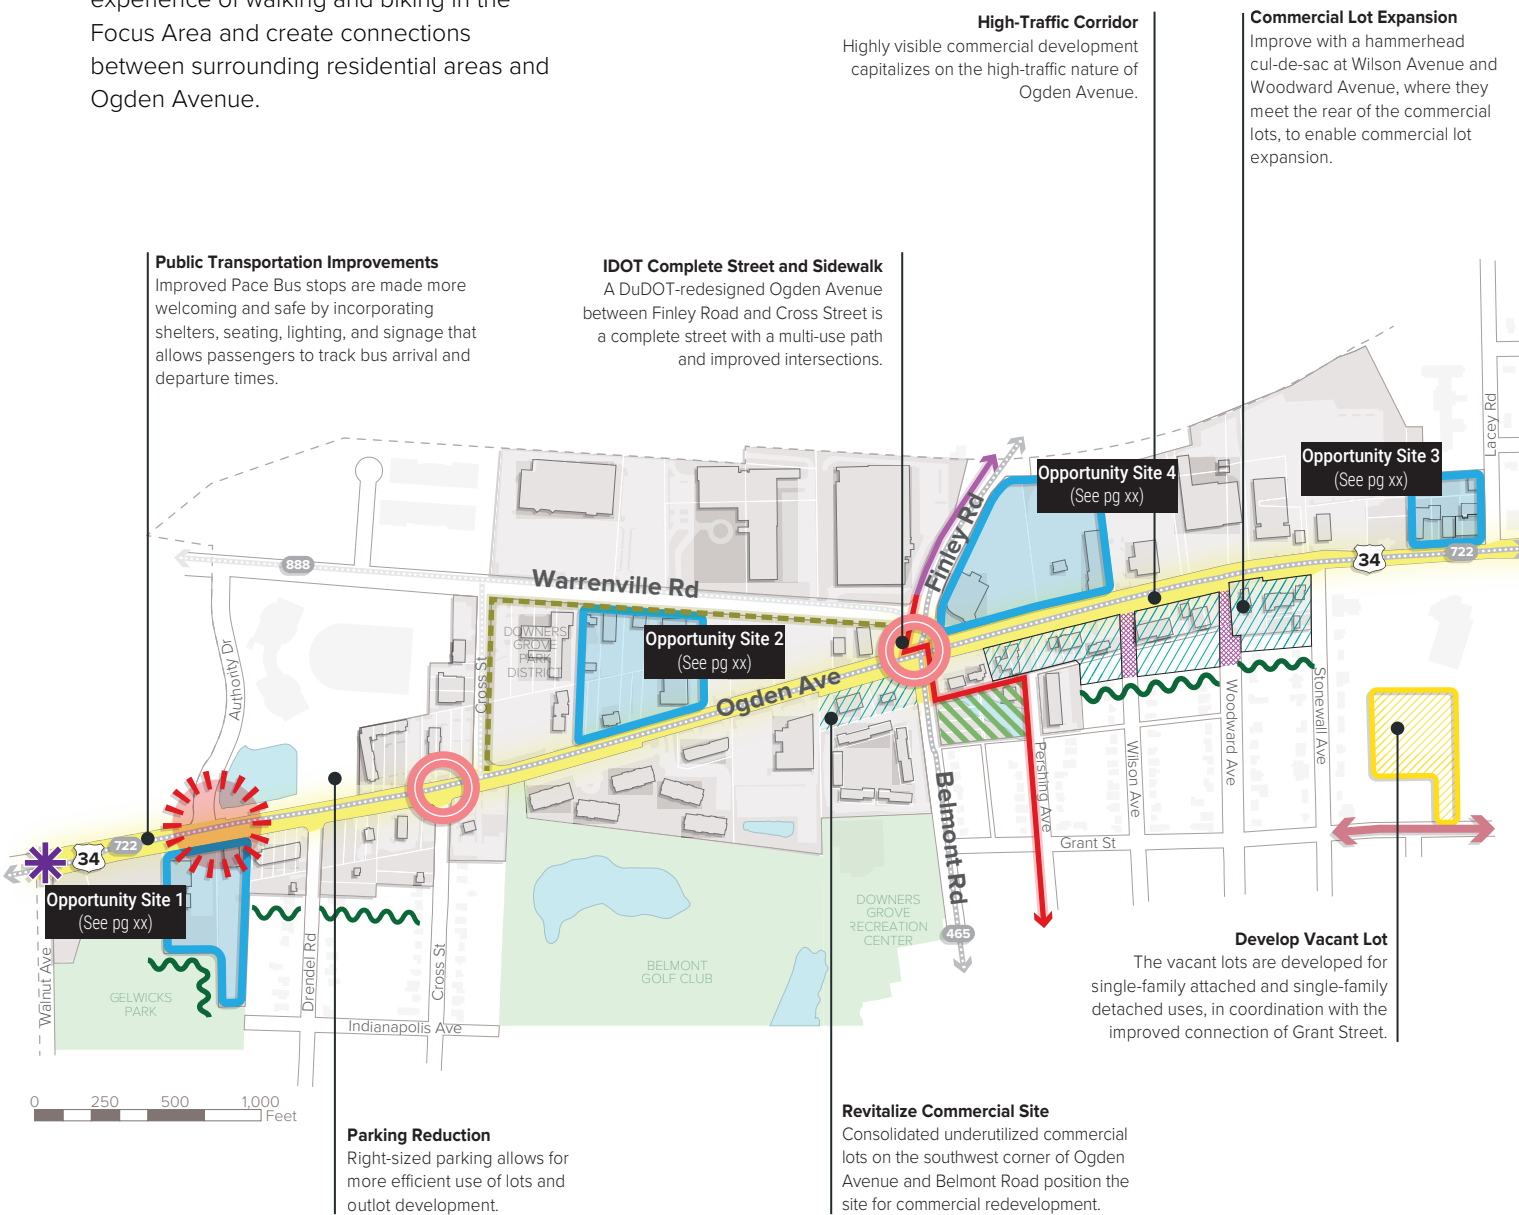 experience of walking and biking in the
Focus Area and create connections
between surrounding residential areas and
Ogden Avenue.
High-Traffic Corridor
Highly visible commercial development
capitalizes on the high-traffic nature of
Ogden Avenue.
Commercial Lot Expansion
Improve with a hammerhead
cul-de-sac at Wilson Avenue and
Woodward Avenue, where they
meet the rear of the commercial
lots, to enable commercial lot
expansion.
Public Transportation Improvements
Improved Pace Bus stops are made more
welcoming and safe by incorporating
shelters, seating, lighting, and signage that
allows passengers to track bus arrival and
departure times.
IDOT Complete Street and Sidewalk
A DuDOT-redesigned Ogden Avenue
between Finley Road and Cross Street is
a complete street with a multi-use path
and improved intersections.
Lacey Rd
Opportunity Site 3
(See pg xx)
Opportunity Site 4
(See pg xx)
Finley Rd
722
34
888
Warrenville Rd
DOWNERS
GROVE
PARK
DISTRICT
Opportunity Site 2
(See pg xx)
Cross St
Authority Dr
Ogden Ave
Stonewall Ave
Woodward Ave
Wilson Ave
Pershing Ave
Belmont Rd
Grant St
722
34
Opportunity Site 1
(See pg xx)
DOWNERS
GROVE
RECREATION
CENTER
465
BELMONT
GOLF CLUB
Walnut Ave
GELWICKS
PARK
Drendel Rd
Cross St
Indianapolis Ave
Develop Vacant Lot
The vacant lots are developed for
single-family attached and single-family
detached uses, in coordination with the
improved connection of Grant Street.
0 250 500 1,000
Feet
Parking Reduction
Right-sized parking allows for
more efficient use of lots and
outlot development.
Revitalize Commercial Site
Consolidated underutilized commercial
lots on the southwest corner of Ogden
Avenue and Belmont Road position the
site for commercial redevelopment.